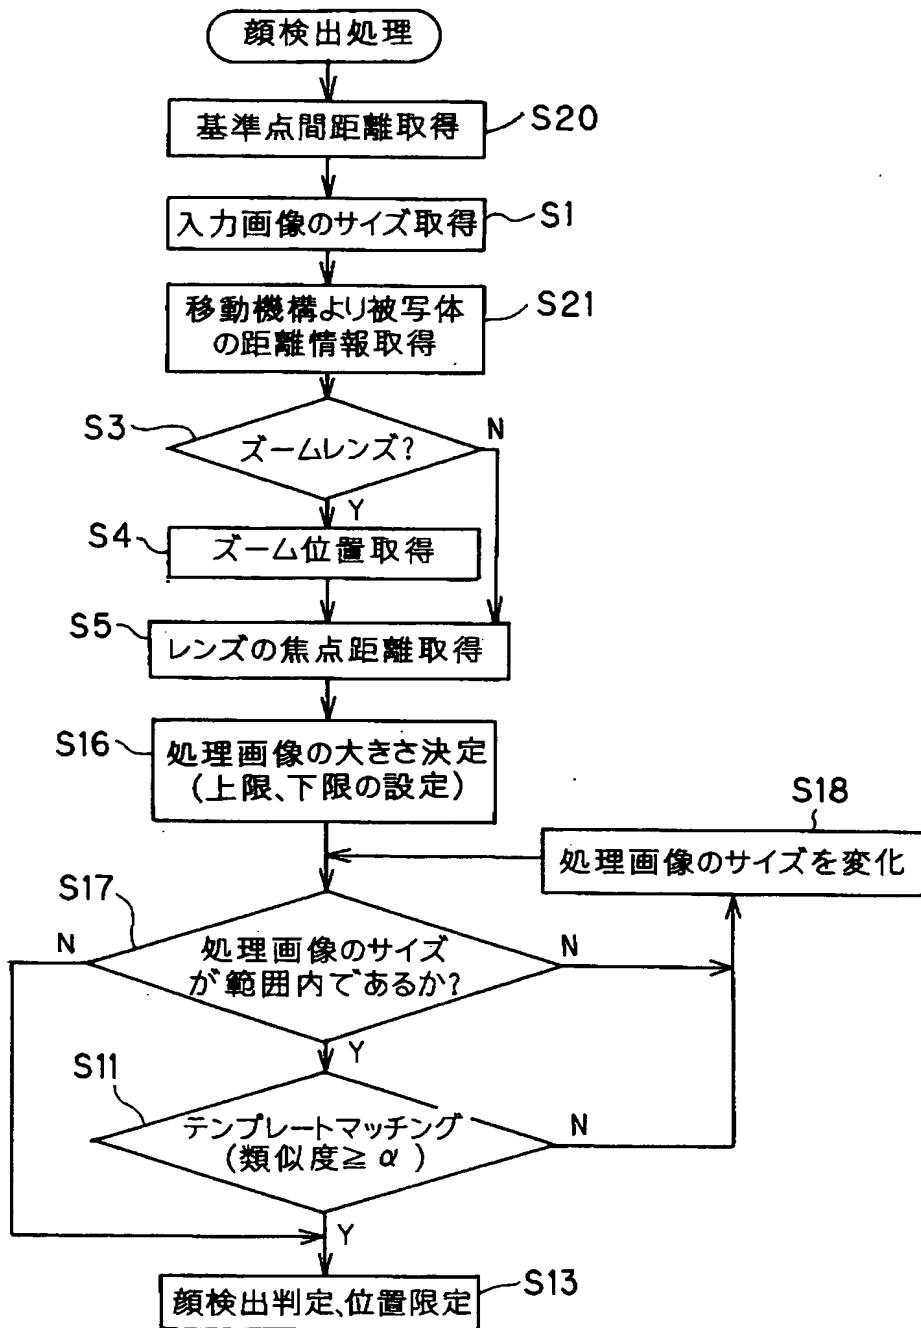 顔検出処理
基準点間距離取得
S20
入力画像のサイズ取得
S1
移動機構より被写体
の距離情報取得
S21
S3
ズームレンズ?
N
Y
S4
ズーム位置取得
S5
レンズの焦点距離取得
S16
処理画像の大きさ決定
(上限、下限の設定)
S18
処理画像のサイズを変化
S17
N
処理画像のサイズ
が範囲内であるか?
N
Y
S11
テンプレートマッチング
(類似度≧α)
N
Y
顔検出判定、位置限定
S13